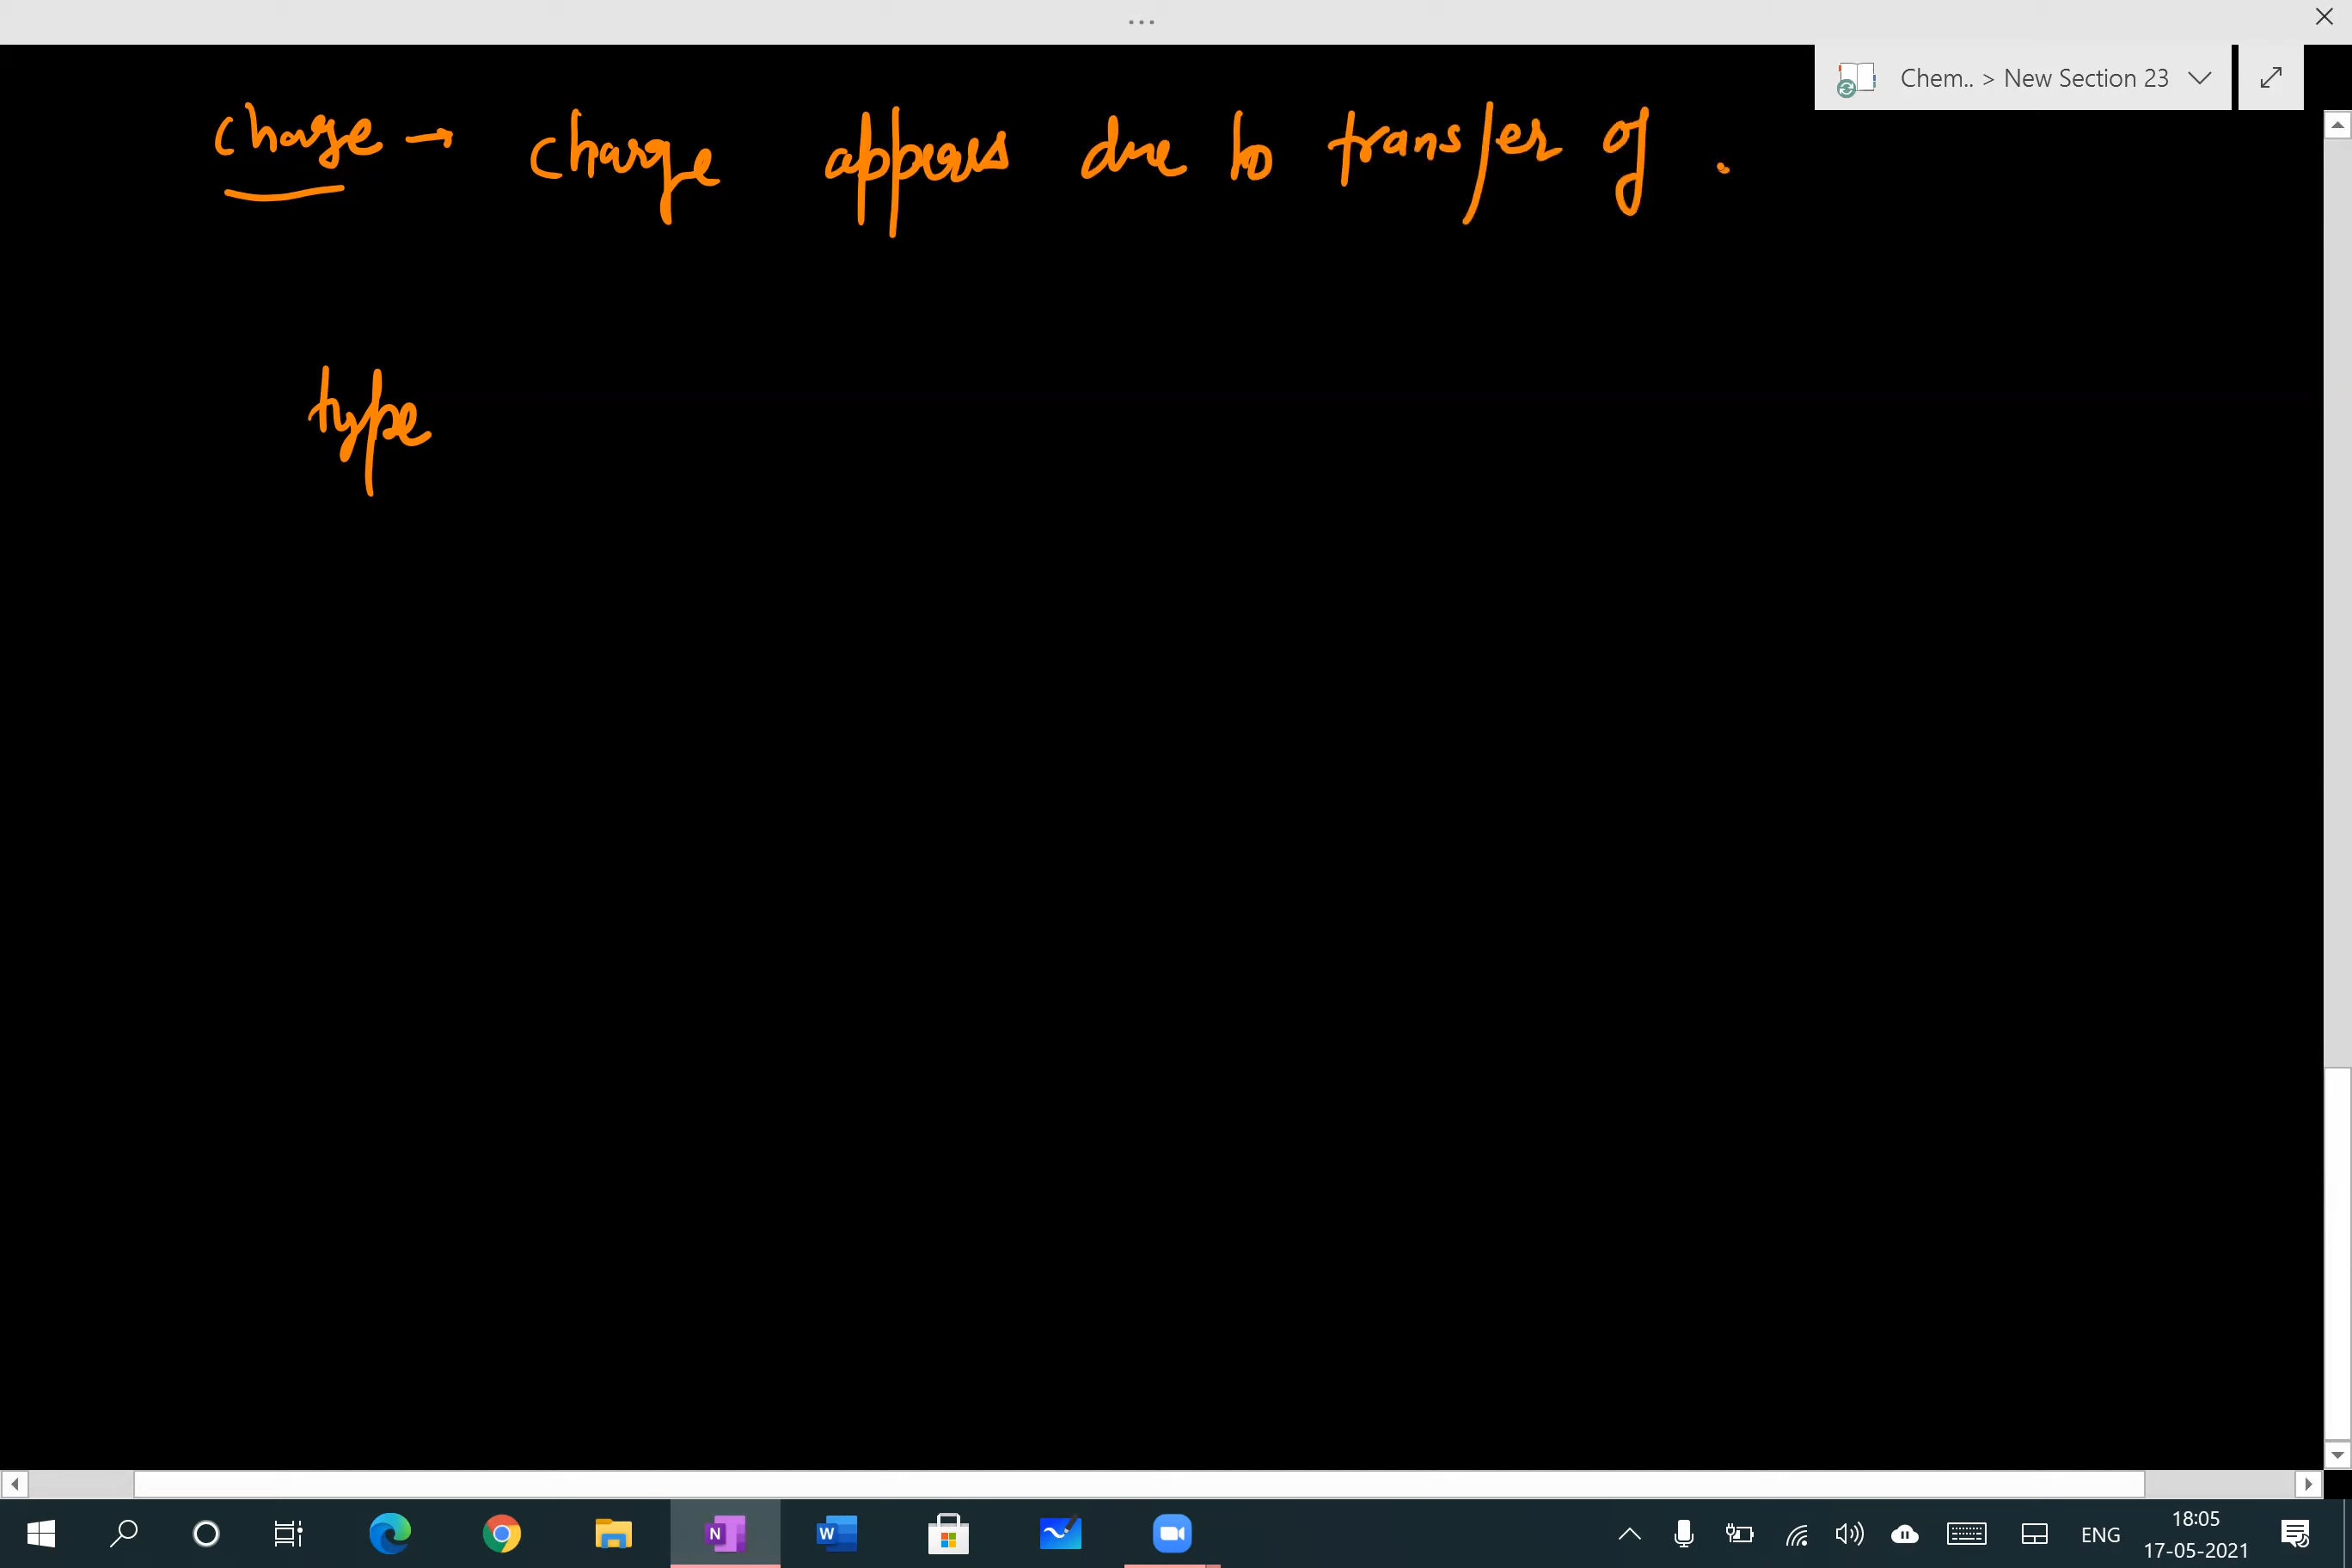 Chem.. > New Section 23
charge → charge appears due to transfer of .
type
ENG
18:05
17-05-2021